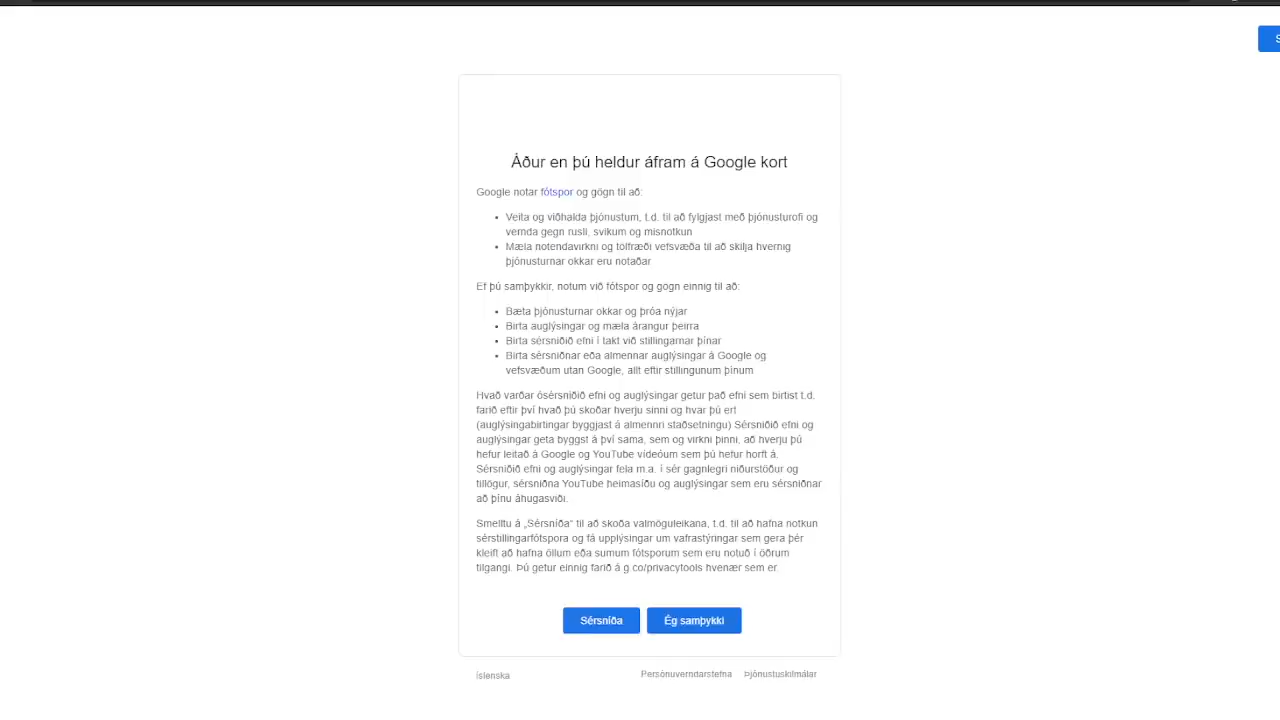 S
Áður en þú heldur áfram á Google kort
Google notar fótspor og gögn til að:
• Veita og viðhalda þjónustum, t.d. til að fylgjast með þjónusturofi og
vernda gegn rusli, svikum og misnotkun
• Mæla notendavirkni og tölfræði vefsvæða til að skilja hvernig
þjónusturnar okkar eru notaðar
Ef þú samþykkir, notum við fótspor og gögn einnig til að:
• Bæta þjónusturnar okkar og þróa nýjar
• Birta auglýsingar og mæla árangur þeirra
• Birta sérsniðið efni í takt við stillingarnar þínar
• Birta sérsniðnar eða almennar auglýsingar á Google og
vefsvæðum utan Google, allt eftir stillingunum þínum
Hvað varðar ósérsniðið efni og auglýsingar getur það efni sem birtist t.d.
farið eftir því hvað þú skoðar hverju sinni og hvar þú ert
(auglýsingabirtingar byggjast á almennri staðsetningu) Sérsniðið efni og
auglýsingar geta byggst á því sama, sem og virkni þinni, að hverju þú
hefur leitað á Google og YouTube vídeóum sem þú hefur horft á.
Sérsniðið efni og auglýsingar fela m.a. í sér gagnlegri niðurstöður og
tillögur, sérsniðna YouTube heimasíðu og auglýsingar sem eru sérsniðnar
að þínu áhugasviði.
Smelltu á „Sérsníða“ til að skoða valmöguleikana, t.d. til að hafna notkun
sérstillingarfótspora og fá upplýsingar um vafrastýringar sem gera þér
kleift að hafna öllum eða sumum fótsporum sem eru notuð í öðrum
tilgangi. Þú getur einnig farið á g.co/privacytools hvenær sem er.
Sérsníða Ég samþykki
íslenska Persónuverndarstefna Þjónustuskilmálar